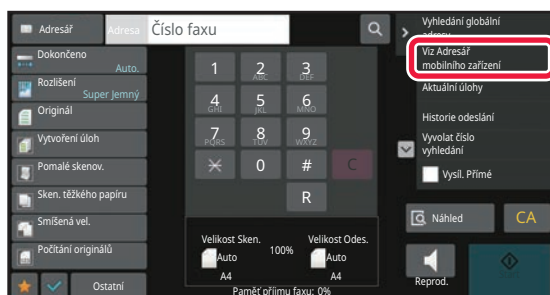 Adresář
Adresa
Číslo faxu
Vyhledání globální
adresy
Viz Adresář
mobilního zařízení
Aktuální úlohy
Historie odeslání
Vyvolat číslo
vyhledání
Vysíl. Přímé
Dokončeno
Auto.
Rozlišení
Super Jemný
Originál
Vytvoření úloh
Pomalé skenov.
Sken. těžkého papíru
Smíšená vel.
Počítání originálů
Ostatní
1
2
ABC
3
DEF
4
GHI
5
JKL
6
MNO
7
PQRS
8
TUV
9
WXYZ
0
#
C
R
Velikost Sken.
100%
Velikost Odes.
Auto
Auto
A4
A4
Paměť příjmu faxu: 0%
Náhled
CA
Reprod.
Start